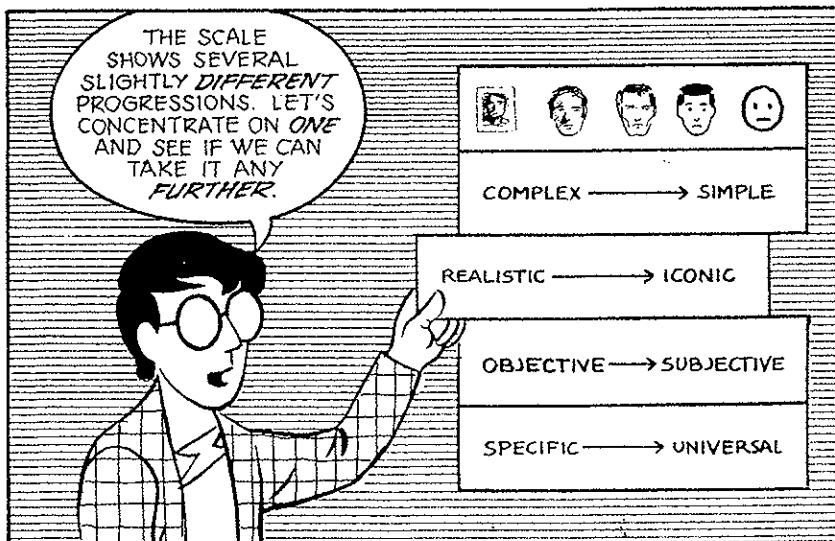 THE SCALE
SHOWS SEVERAL
SLIGHTLY DIFFERENT
PROGRESSIONS. LET'S
CONCENTRATE ON ONE
AND SEE IF WE CAN
TAKE IT ANY
FURTHER.
COMPLEX → SIMPLE
REALISTIC → ICONIC
OBJECTIVE → SUBJECTIVE
SPECIFIC → UNIVERSAL